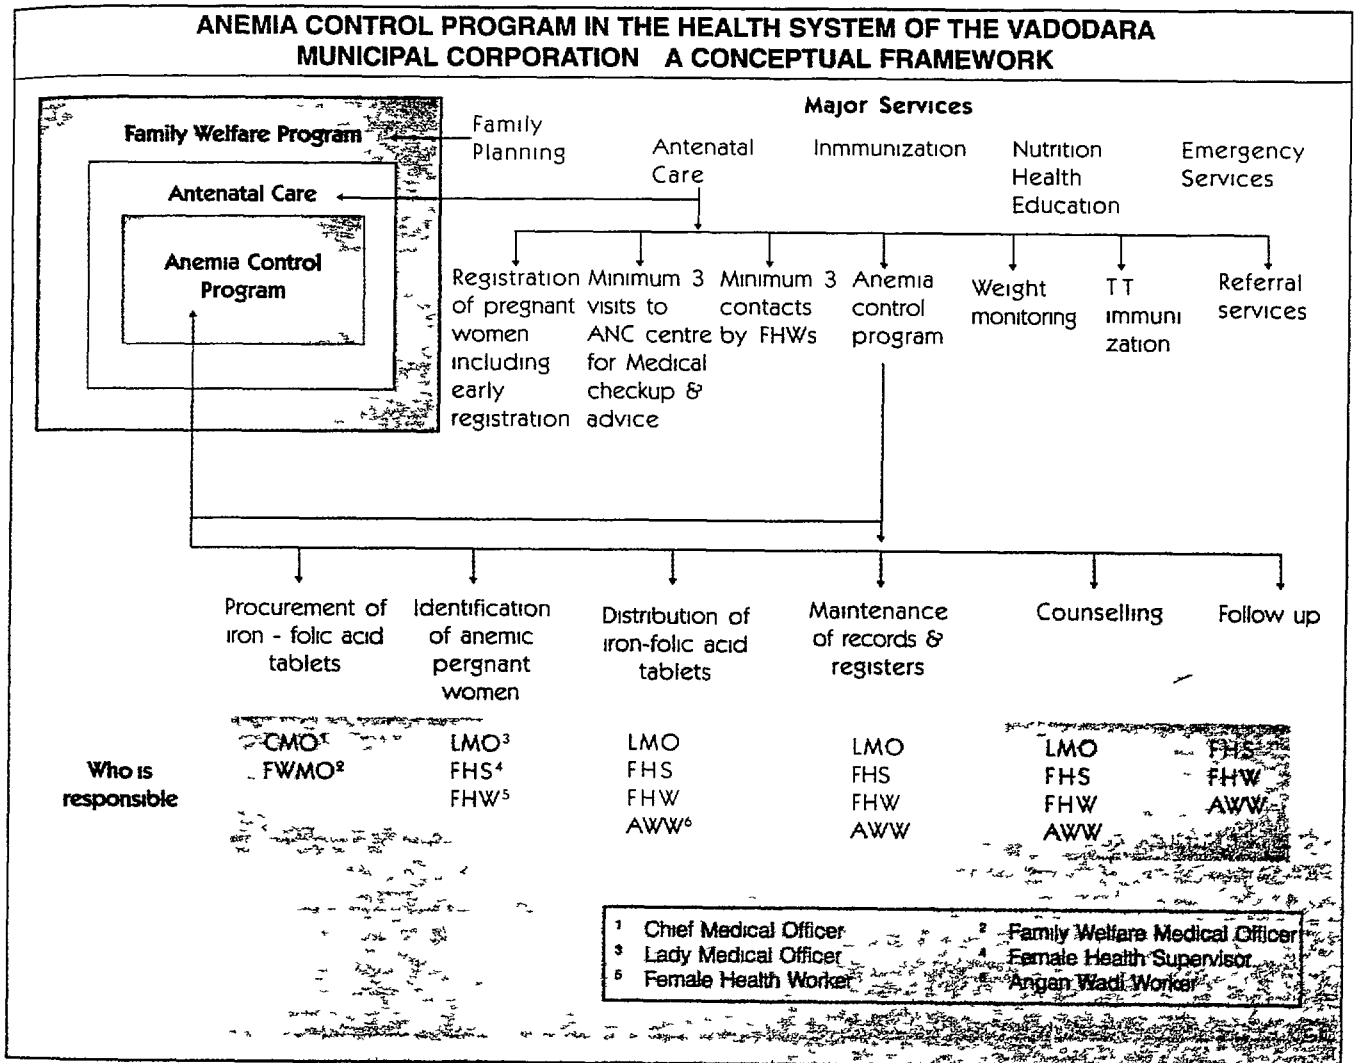 ANEMIA CONTROL PROGRAM IN THE HEALTH SYSTEM OF THE VADODARA
MUNICIPAL CORPORATION A CONCEPTUAL FRAMEWORK
Major Services
Family Welfare Program
Family
Planning
Antenatal
Care
Inmmunization
Nutrition
Health
Education
Emergency
Services
Antenatal Care
Anemia Control
Program
Registration
of pregnant
women
including
early
registration
Minimum 3
visits to
ANC centre
for Medical
checkup &
advice
Minimum 3
contacts
by FHWs
Anemia
control
program
Weight
monitoring
TT
immuni
zation
Referral
services
Procurement of
iron - folic acid
tablets
Identification
of anemic
pergnant
women
Distribution of
iron-folic acid
tablets
Maintenance
of records &
registers
Counselling
Follow up
Who is
responsible
CMO¹
FWMO²
LMO³
FHS⁴
FHW⁵
LMO
FHS
FHW
AWW⁶
LMO
FHS
FHW
AWW
LMO
FHS
FHW
AWW
FHS
FHW
AWW
¹ Chief Medical Officer
² Family Welfare Medical Officer
³ Lady Medical Officer
⁴ Female Health Supervisor
⁵ Female Health Worker
⁶ Angan Wadi Worker